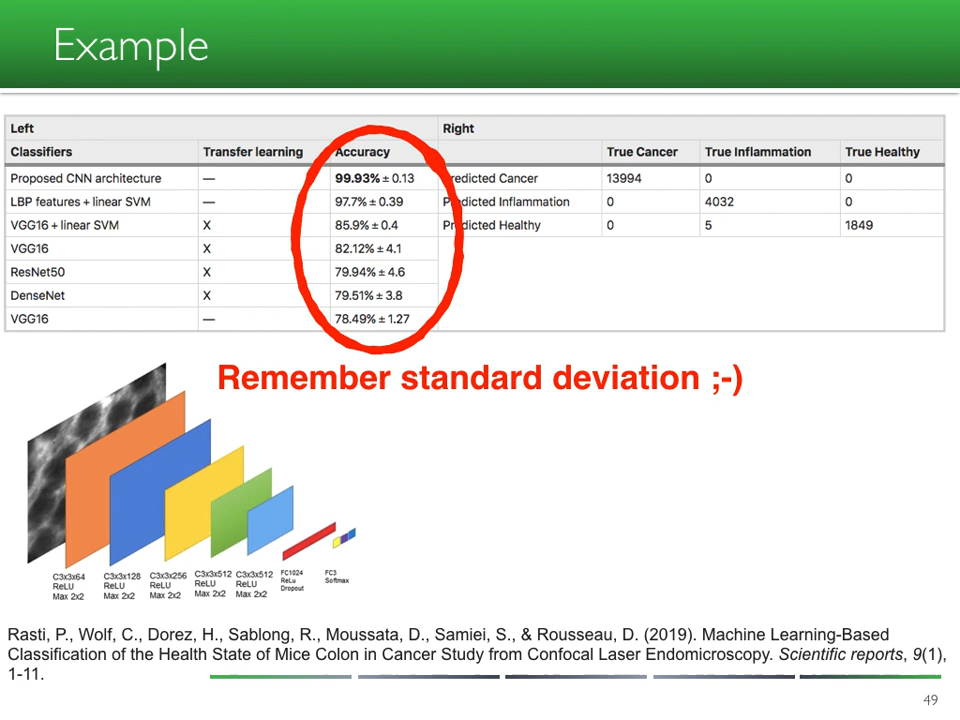 Example
Left Right
Classifiers Transfer learning Accuracy True Cancer True Inflammation True Healthy
Proposed CNN architecture — 99.93% ± 0.13 Predicted Cancer 13994 0 0
LBP features + linear SVM — 97.7% ± 0.39 Predicted Inflammation 0 4032 0
VGG16 + linear SVM X 85.9% ± 0.4 Predicted Healthy 0 5 1849
VGG16 X 82.12% ± 4.1
ResNet50 X 79.94% ± 4.6
DenseNet X 79.51% ± 3.8
VGG16 — 78.49% ± 1.27
Remember standard deviation ;-)
C3x3x64 C3x3x128 C3x3x256 C3x3x512 C3x3x512 FC1024 FC3
ReLU ReLU ReLU ReLU ReLU ReLu Softmax
Max 2x2 Max 2x2 Max 2x2 Max 2x2 Max 2x2 Dropout
Rasti, P., Wolf, C., Dorez, H., Sablong, R., Moussata, D., Samiei, S., & Rousseau, D. (2019). Machine Learning-Based
Classification of the Health State of Mice Colon in Cancer Study from Confocal Laser Endomicroscopy. Scientific reports, 9(1),
1-11.
49